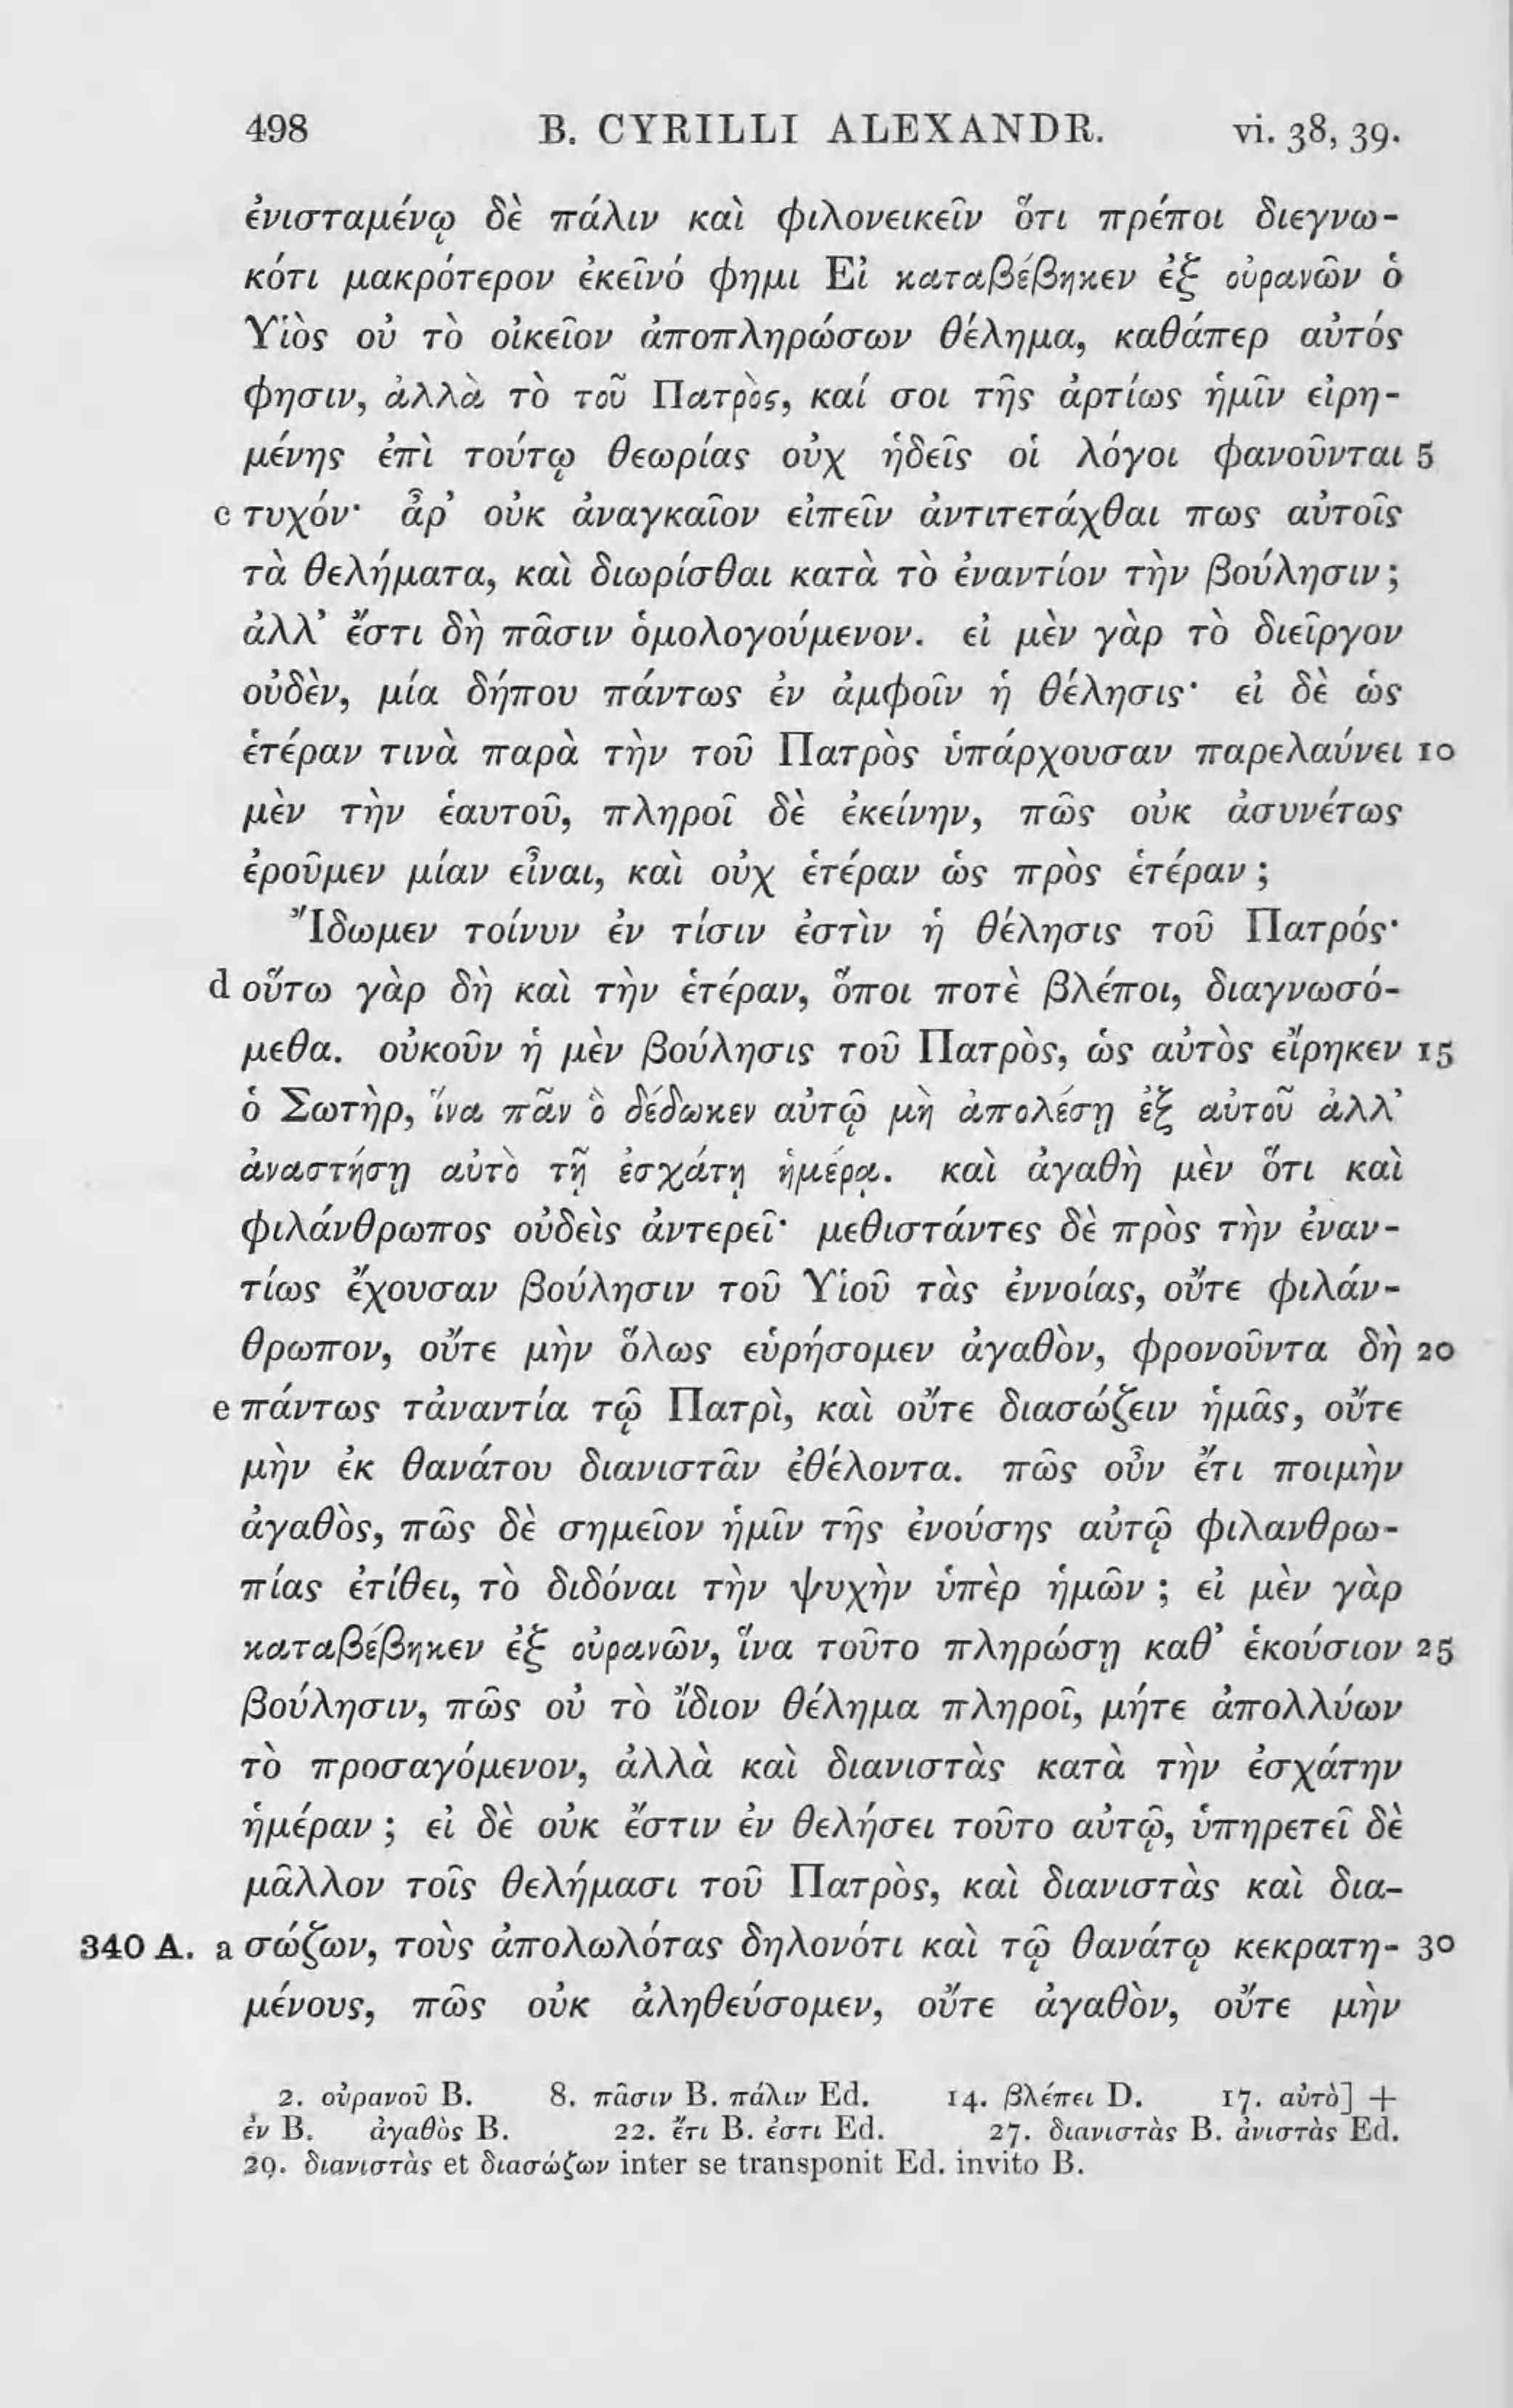 498 B. CYRILLI ALEXANDR. vi. 38, 39.
ἐνισταμένῳ δὲ πάλιν καὶ φιλονεικεῖν ὅτι πρέποι διεγνω-
κότι μακρότερον ἐκεῖνό φημι Εἰ καταβέβηκεν ἐξ οὐρανῶν ὁ
Υἱὸς οὐ τὸ οἰκεῖον ἀποπληρώσων θέλημα, καθάπερ αὐτός
φησιν, ἀλλὰ τὸ τοῦ Πατρὸς, καί σοι τῆς ἀρτίως ἡμῖν εἰρη-
μένης ἐπὶ τούτῳ θεωρίας οὐχ ἡδεῖς οἱ λόγοι φανοῦνται 5
c τυχόν· ἆρ’ οὐκ ἀναγκαῖον εἰπεῖν ἀντιτετάχθαι πως αὐτοῖς
τὰ θελήματα, καὶ διωρίσθαι κατὰ τὸ ἐναντίον τὴν βούλησιν;
ἀλλ’ ἔστι δὴ πᾶσιν ὁμολογούμενον. εἰ μὲν γὰρ τὸ διεῖργον
οὐδὲν, μία δήπου πάντως ἐν ἀμφοῖν ἡ θέλησις· εἰ δὲ ὡς
ἑτέραν τινὰ παρὰ τὴν τοῦ Πατρὸς ὑπάρχουσαν παρελαύνει 10
μὲν τὴν ἑαυτοῦ, πληροῖ δὲ ἐκείνην, πῶς οὐκ ἀσυνέτως
ἐροῦμεν μίαν εἶναι, καὶ οὐχ ἑτέραν ὡς πρὸς ἑτέραν;
Ἴδωμεν τοίνυν ἐν τίσιν ἐστὶν ἡ θέλησις τοῦ Πατρός·
d οὕτω γὰρ δὴ καὶ τὴν ἑτέραν, ὅποι ποτὲ βλέποι, διαγνωσό-
μεθα. οὐκοῦν ἡ μὲν βούλησις τοῦ Πατρὸς, ὡς αὐτὸς εἴρηκεν 15
ὁ Σωτὴρ, ἵνα πᾶν ὃ δέδωκεν αὐτῷ μὴ ἀπολέσῃ ἐξ αὐτοῦ ἀλλ’
ἀναστήσῃ αὐτὸ τῇ ἐσχάτῃ ἡμέρᾳ. καὶ ἀγαθὴ μὲν ὅτι καὶ
φιλάνθρωπος οὐδεὶς ἀντερεῖ· μεθιστάντες δὲ πρὸς τὴν ἐναν-
τίως ἔχουσαν βούλησιν τοῦ Υἱοῦ τὰς ἐννοίας, οὔτε φιλάν-
θρωπον, οὔτε μὴν ὅλως εὑρήσομεν ἀγαθὸν, φρονοῦντα δὴ 20
e πάντως τἀναντία τῷ Πατρὶ, καὶ οὔτε διασώζειν ἡμᾶς, οὔτε
μὴν ἐκ θανάτου διανιστᾶν ἐθέλοντα. πῶς οὖν ἔτι ποιμὴν
ἀγαθὸς, πῶς δὲ σημεῖον ἡμῖν τῆς ἐνούσης αὐτῷ φιλανθρω-
πίας ἐτίθει, τὸ διδόναι τὴν ψυχὴν ὑπὲρ ἡμῶν; εἰ μὲν γὰρ
καταβέβηκεν ἐξ οὐρανῶν, ἵνα τοῦτο πληρώσῃ καθ’ ἑκούσιον 25
βούλησιν, πῶς οὐ τὸ ἴδιον θέλημα πληροῖ, μήτε ἀπολλύων
τὸ προσαγόμενον, ἀλλὰ καὶ διανιστὰς κατὰ τὴν ἐσχάτην
ἡμέραν; εἰ δὲ οὐκ ἔστιν ἐν θελήσει τοῦτο αὐτῷ, ὑπηρετεῖ δὲ
μᾶλλον τοῖς θελήμασι τοῦ Πατρὸς, καὶ διανιστὰς καὶ δια-
340 A. a σώζων, τοὺς ἀπολωλότας δηλονότι καὶ τῷ θανάτῳ κεκρατη- 30
μένους, πῶς οὐκ ἀληθεύσομεν, οὔτε ἀγαθὸν, οὔτε μὴν
2. οὐρανοῦ B. 8. πᾶσιν B. πάλιν Ed. 14. βλέπει D. 17. αὐτὸ] +
ἐν B. ἀγαθὸς B. 22. ἔτι B. ἐστι Ed. 27. διανιστὰς B. ἀνιστὰς Ed.
29. διανιστὰς et διασώζων inter se transponit Ed. invito B.